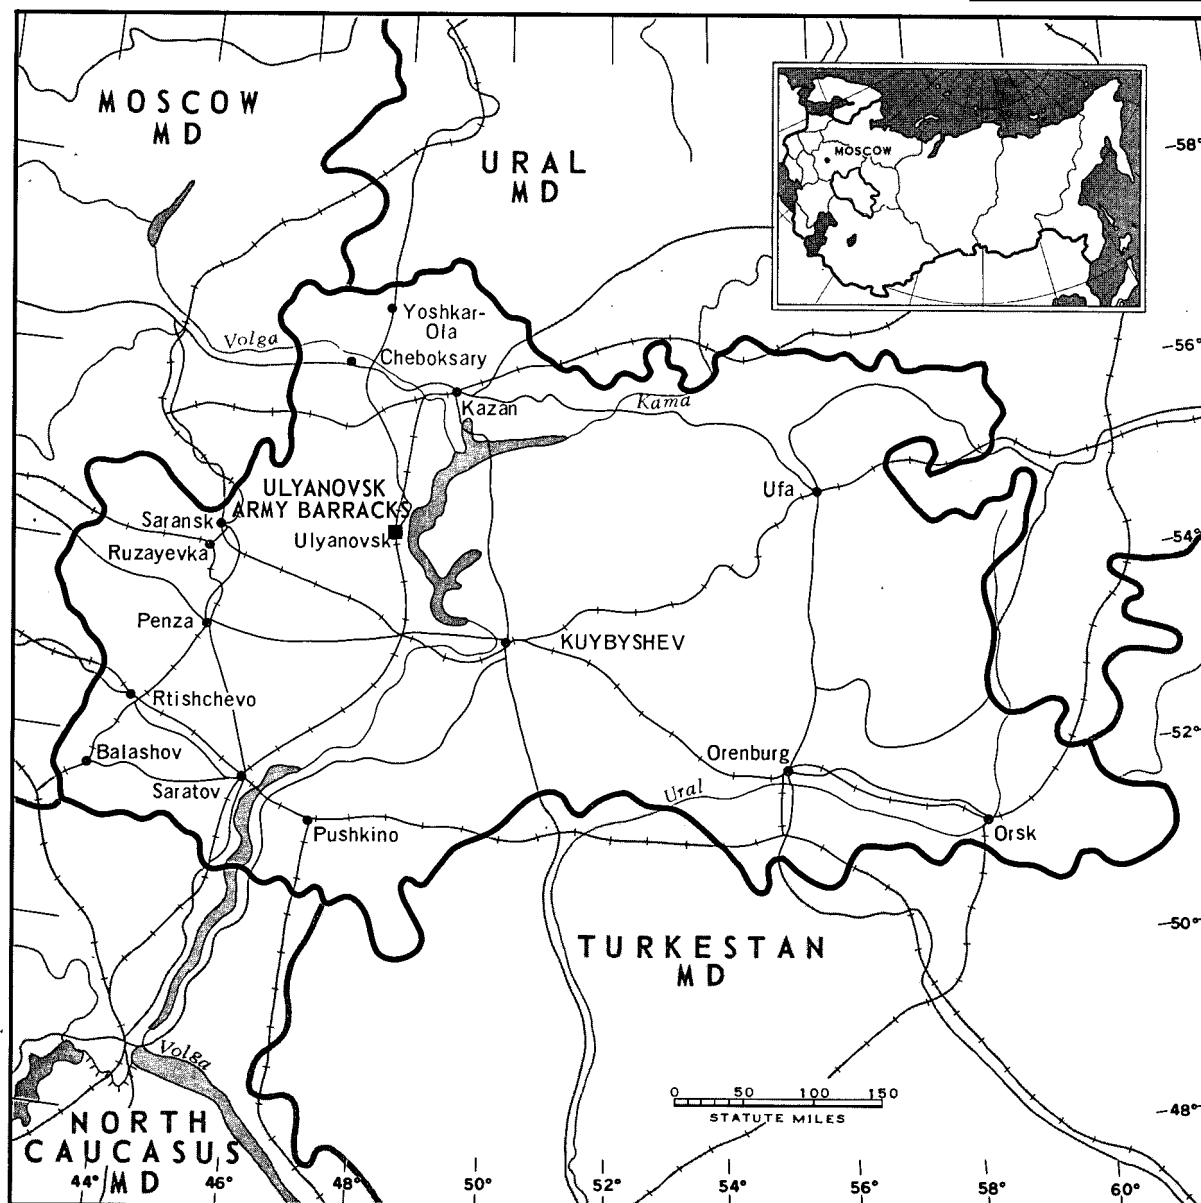 MOSCOW
MD
URAL
MD
MOSCOW
58°
Yoshkar-
Ola
Volga
Cheboksary
56°
Kazan
Kama
ULYANOVSK
ARMY BARRACKS
Ufa
Saransk
Ulyanovsk
54°
Ruzayevka
Penza
KUYBYSHEV
Rtishchevo
52°
Balashov
Orenburg
Saratov
Ural
Pushkino
Orsk
50°
TURKESTAN
MD
Volga
0 50 100 150
STATUTE MILES
48°
NORTH
CAUCASUS
MD
44° 46° 48° 50° 52° 54° 56° 58° 60°